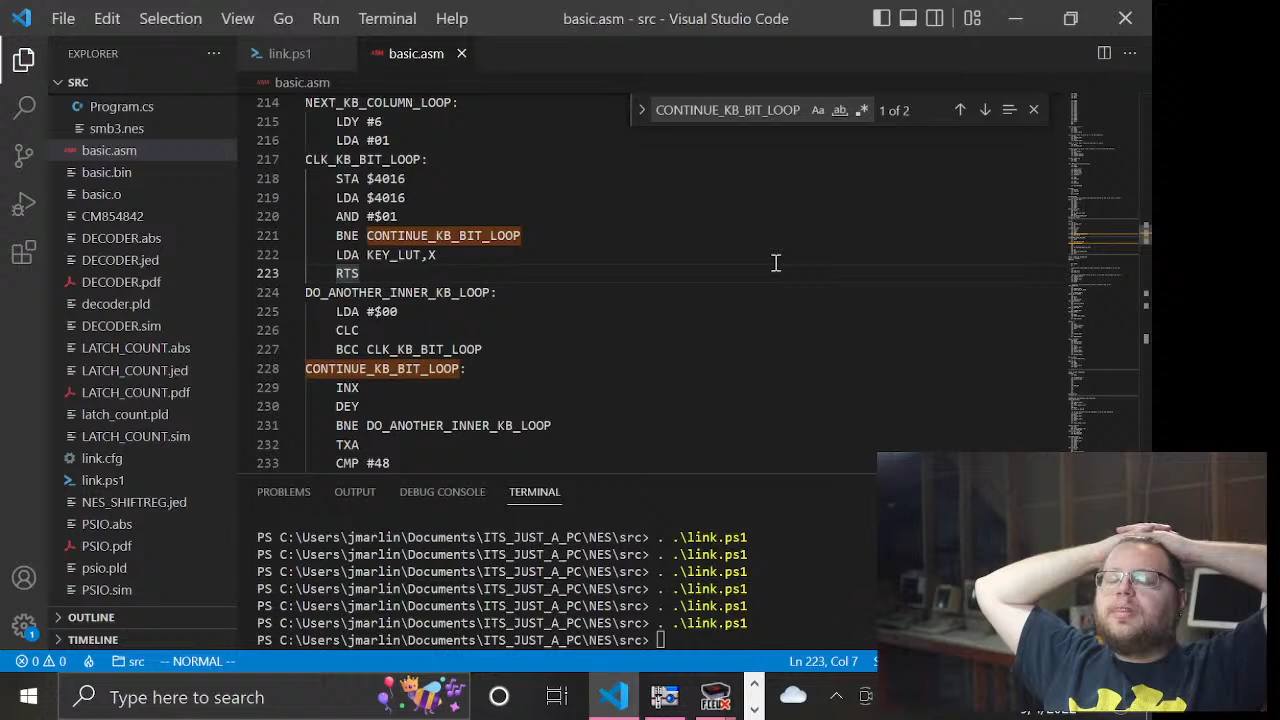 File Edit Selection View Go Run Terminal Help
basic.asm - src - Visual Studio Code
EXPLORER
SRC
Program.cs
smb3.nes
basic.asm
basic.bin
basic.o
CM854842
DECODER.abs
DECODER.jed
DECODER.pdf
decoder.pld
DECODER.sim
LATCH_COUNT.abs
LATCH_COUNT.jed
LATCH_COUNT.pdf
latch_count.pld
LATCH_COUNT.sim
link.cfg
link.ps1
NES_SHIFTREG.jed
PSIO.abs
PSIO.pdf
psio.pld
PSIO.sim
OUTLINE
TIMELINE
link.ps1
basic.asm
basic.asm
CONTINUE_KB_BIT_LOOP Aa ab 1 of 2
214 NEXT_KB_COLUMN_LOOP:
215 LDY #6
216 LDA #01
217 CLK_KB_BIT_LOOP:
218 STA $4016
219 LDA $4016
220 AND #$01
221 BNE CONTINUE_KB_BIT_LOOP
222 LDA KEY_LUT,X
223 RTS
224 DO_ANOTHER_INNER_KB_LOOP:
225 LDA #$00
226 CLC
227 BCC CLK_KB_BIT_LOOP
228 CONTINUE_KB_BIT_LOOP:
229 INX
230 DEY
231 BNE DO_ANOTHER_INNER_KB_LOOP
232 TXA
233 CMP #48
PROBLEMS OUTPUT DEBUG CONSOLE TERMINAL
PS C:\Users\jmarlin\Documents\ITS_JUST_A_PC\NES\src> . .\link.ps1
PS C:\Users\jmarlin\Documents\ITS_JUST_A_PC\NES\src> . .\link.ps1
PS C:\Users\jmarlin\Documents\ITS_JUST_A_PC\NES\src> . .\link.ps1
PS C:\Users\jmarlin\Documents\ITS_JUST_A_PC\NES\src> . .\link.ps1
PS C:\Users\jmarlin\Documents\ITS_JUST_A_PC\NES\src> . .\link.ps1
PS C:\Users\jmarlin\Documents\ITS_JUST_A_PC\NES\src> . .\link.ps1
PS C:\Users\jmarlin\Documents\ITS_JUST_A_PC\NES\src>
1
0 0 src -- NORMAL -- Ln 223, Col 7
Type here to search